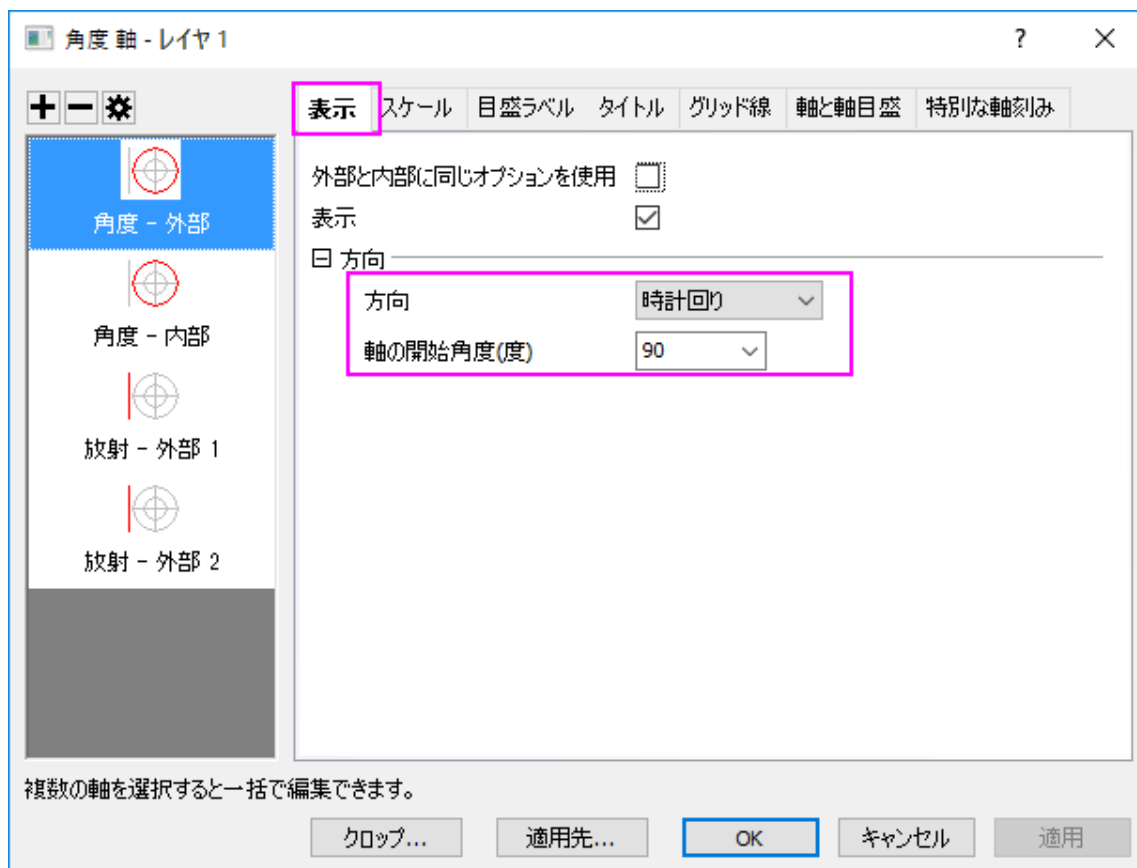 角度 軸 - レイヤ 1
表示 スケール 目盛ラベル タイトル グリッド線 軸と軸目盛 特別な軸刻み
角度 - 外部
角度 - 内部
放射 - 外部 1
放射 - 外部 2
外部と内部に同じオプションを使用
表示
方向
方向 時計回り
軸の開始角度(度) 90
複数の軸を選択すると一括で編集できます。
クロップ... 適用先... OK キャンセル 適用